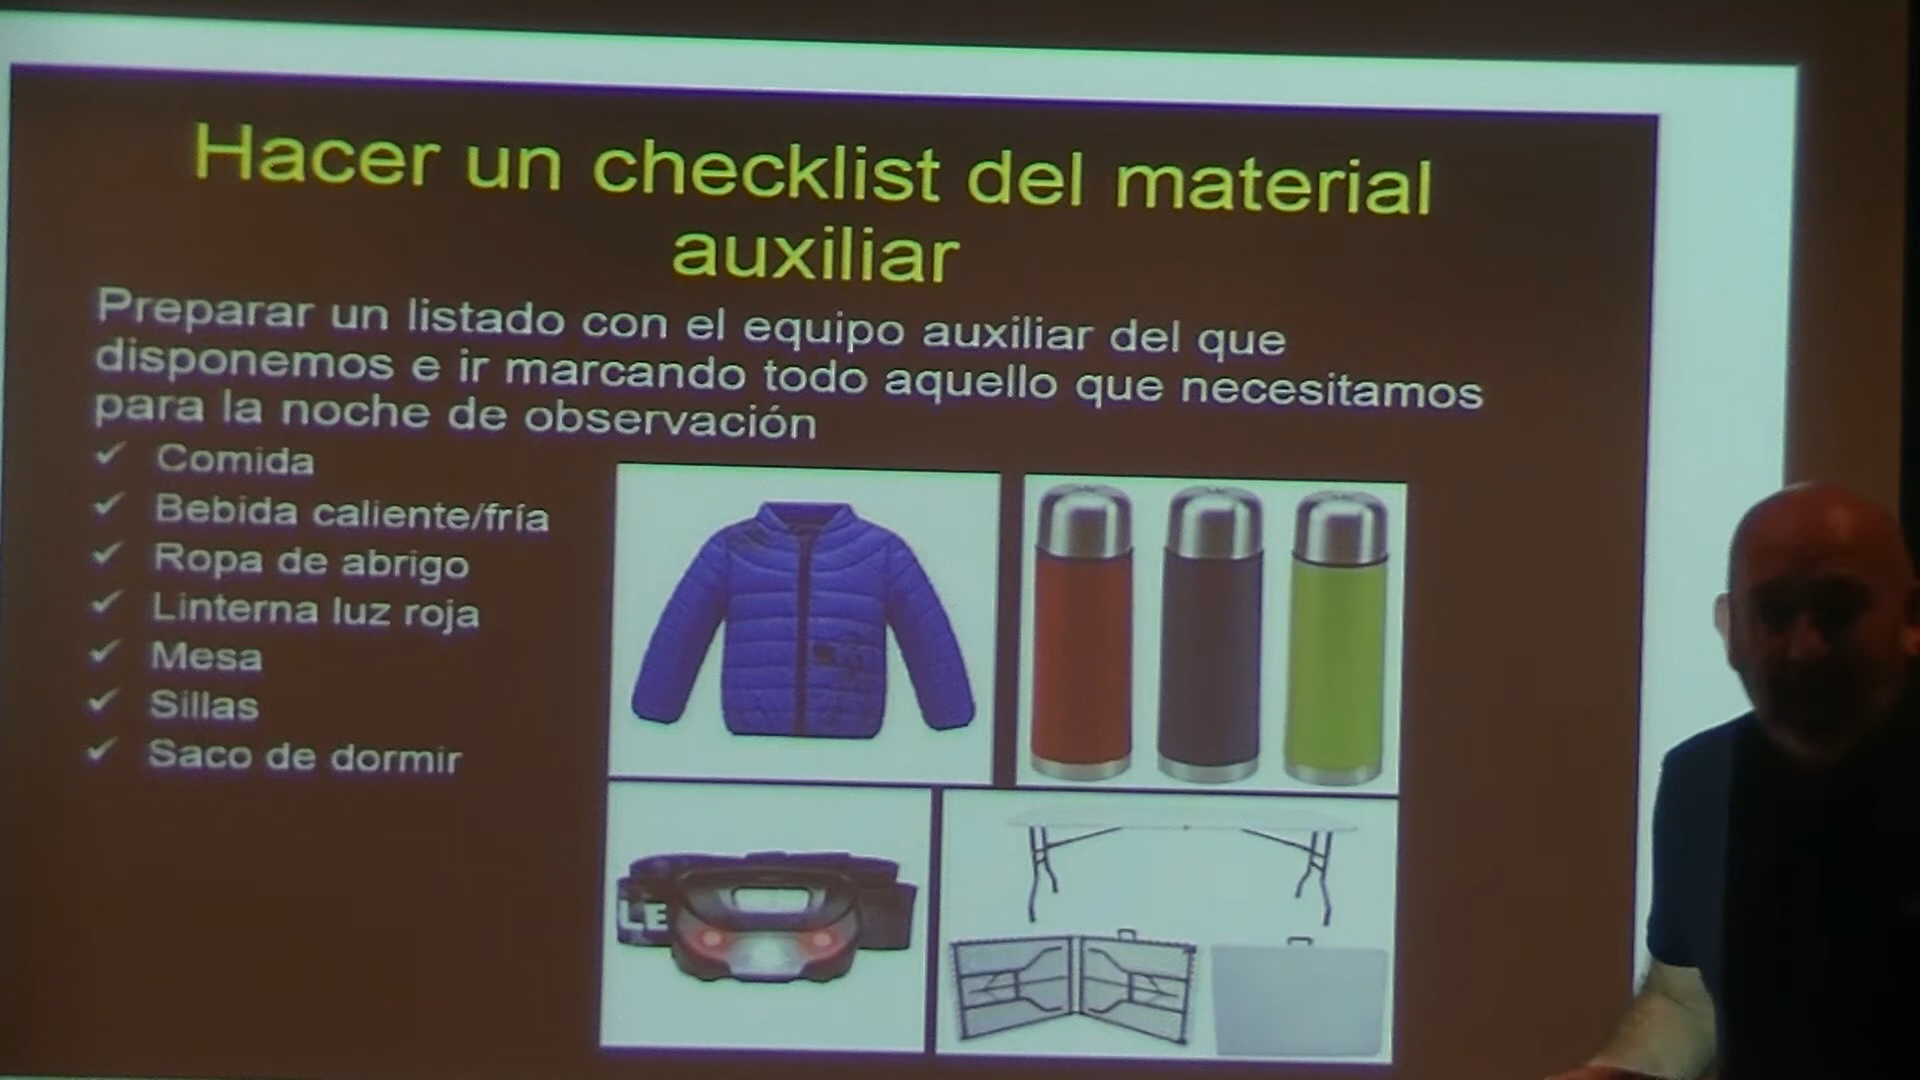 Hacer un checklist del material
auxiliar
Preparar un listado con el equipo auxiliar del que
disponemos e ir marcando todo aquello que necesitamos
para la noche de observación
✓ Comida
✓ Bebida caliente/fría
✓ Ropa de abrigo
✓ Linterna luz roja
✓ Mesa
✓ Sillas
✓ Saco de dormir
LE